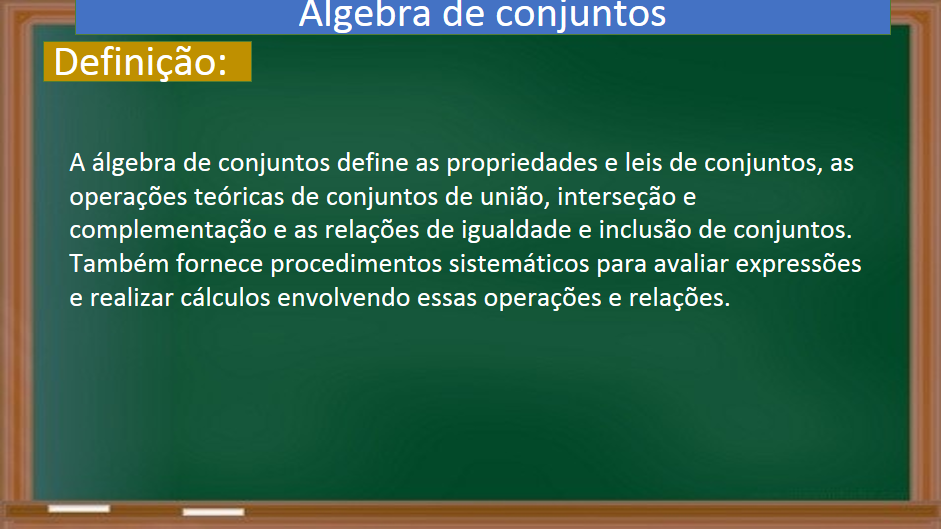 Álgebra de conjuntos
Definição:
A álgebra de conjuntos define as propriedades e leis de conjuntos, as
operações teóricas de conjuntos de união, interseção e
complementação e as relações de igualdade e inclusão de conjuntos.
Também fornece procedimentos sistemáticos para avaliar expressões
e realizar cálculos envolvendo essas operações e relações.